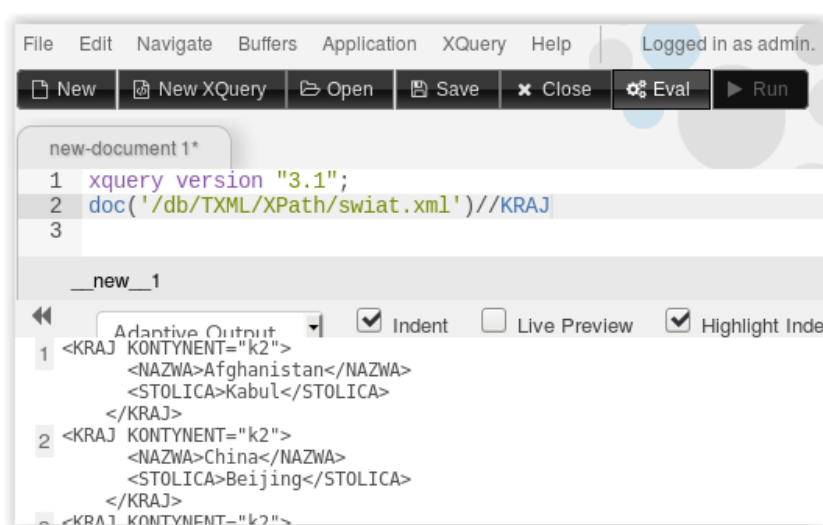 File Edit Navigate Buffers Application XQuery Help Logged in as admin.
New New XQuery Open Save Close Eval Run
new-document 1*
1 xquery version "3.1";
2 doc('/db/TXML/XPath/swiat.xml')//KRAJ
3
__new__1
Adaptive Output Indent Live Preview Highlight Inde
1 <KRAJ KONTYNENT="k2">
<NAZWA>Afghanistan</NAZWA>
<STOLICA>Kabul</STOLICA>
</KRAJ>
2 <KRAJ KONTYNENT="k2">
<NAZWA>China</NAZWA>
<STOLICA>Beijing</STOLICA>
</KRAJ>
<KRAJ KONTYNENT="k2">